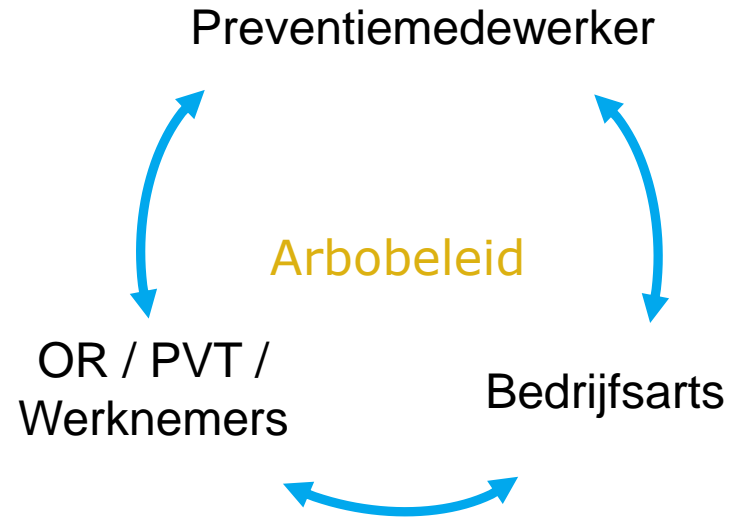 Preventiemedewerker
Arbobeleid
OR / PVT /
Werknemers
Bedrijfsarts